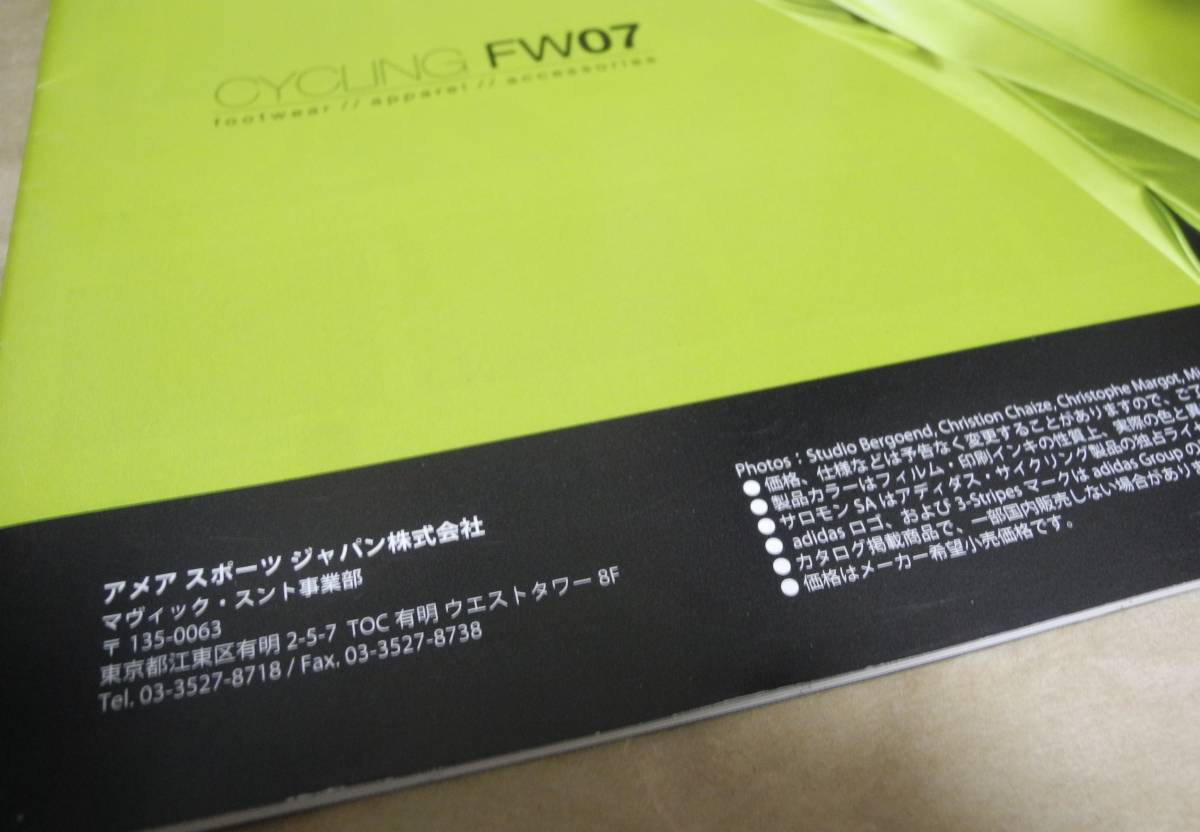 CYCLING FW07
footwear // apparel // accessories
アメア スポーツ ジャパン株式会社
マヴィック・スント事業部
〒 135-0063
東京都江東区有明 2-5-7 TOC 有明 ウエストタワー 8F
Tel. 03-3527-8718 / Fax. 03-3527-8738
Photos : Studio Bergoend, Christion Chaize, Christophe Margot,
●価格、仕様などは予告なく変更することがありますので、
●製品カラーはフィルム・印刷インキの性質上、実際の色と
●サロモン SA はアディダス・サイクリング製品の独占ライ
●adidas ロゴ、および 3-Stripes マークは adidas Group の
●カタログ掲載商品で、一部国内販売しない場合があり
●価格はメーカー希望小売価格です。